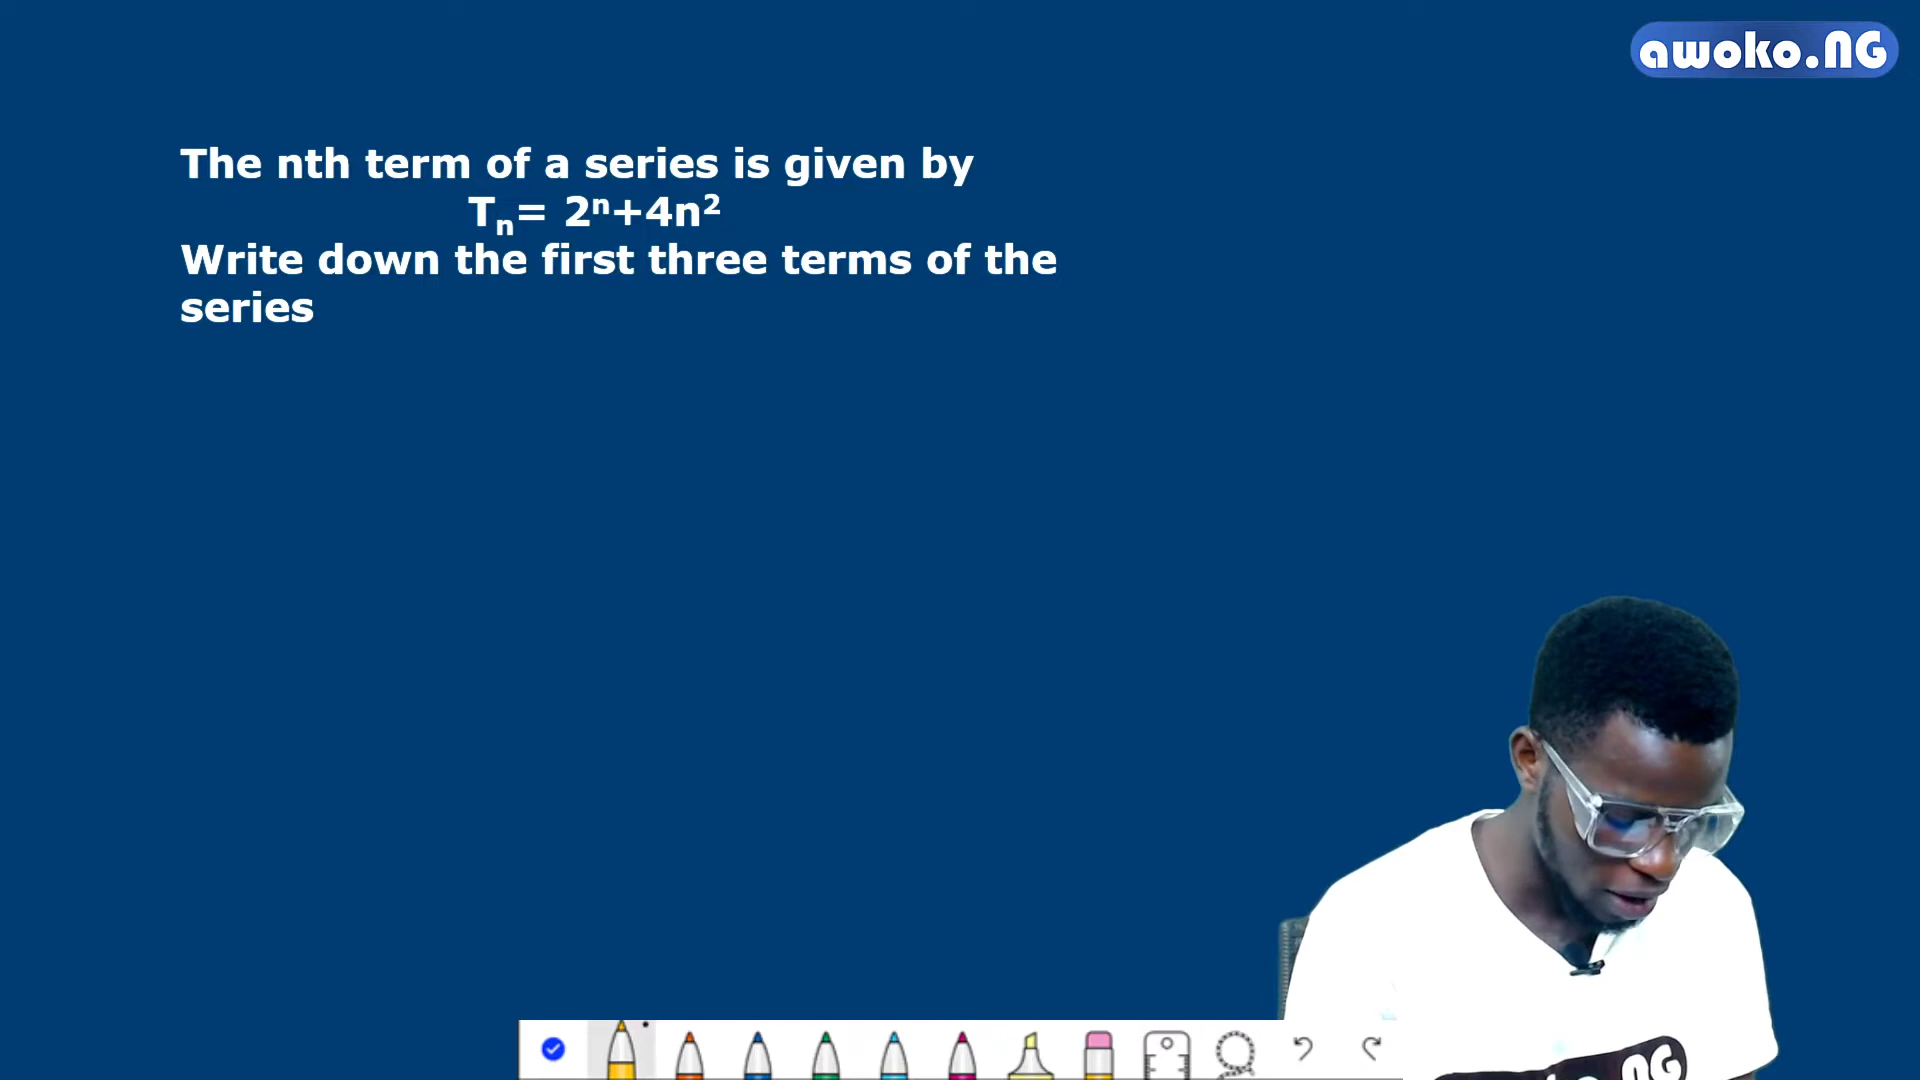 awoko.NG
The nth term of a series is given by
Tₙ= 2ⁿ+4n²
Write down the first three terms of the
series
NG